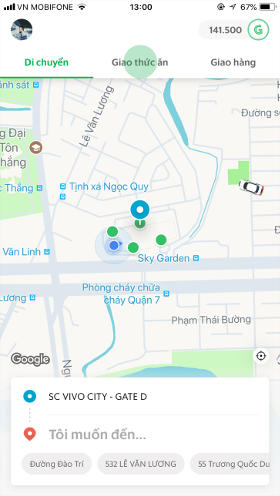 VN MOBIFONE 13:00 67%
141.500
Di chuyển Giao thức ăn Giao hàng
Lê Văn Lương
Đường số
ng Đại
Tôn
hắng
c Thắng
Tịnh xá Ngọc Quy
Văn Linh
Sky Garden
Lương
Phòng cháy chữa
cháy Quận 7
Phạm Thái Bường
Google
SC VIVO CITY - GATE D
Tôi muốn đến...
Đường Đào Trí 532 LÊ VĂN LƯƠNG 55 Trương Quốc Du